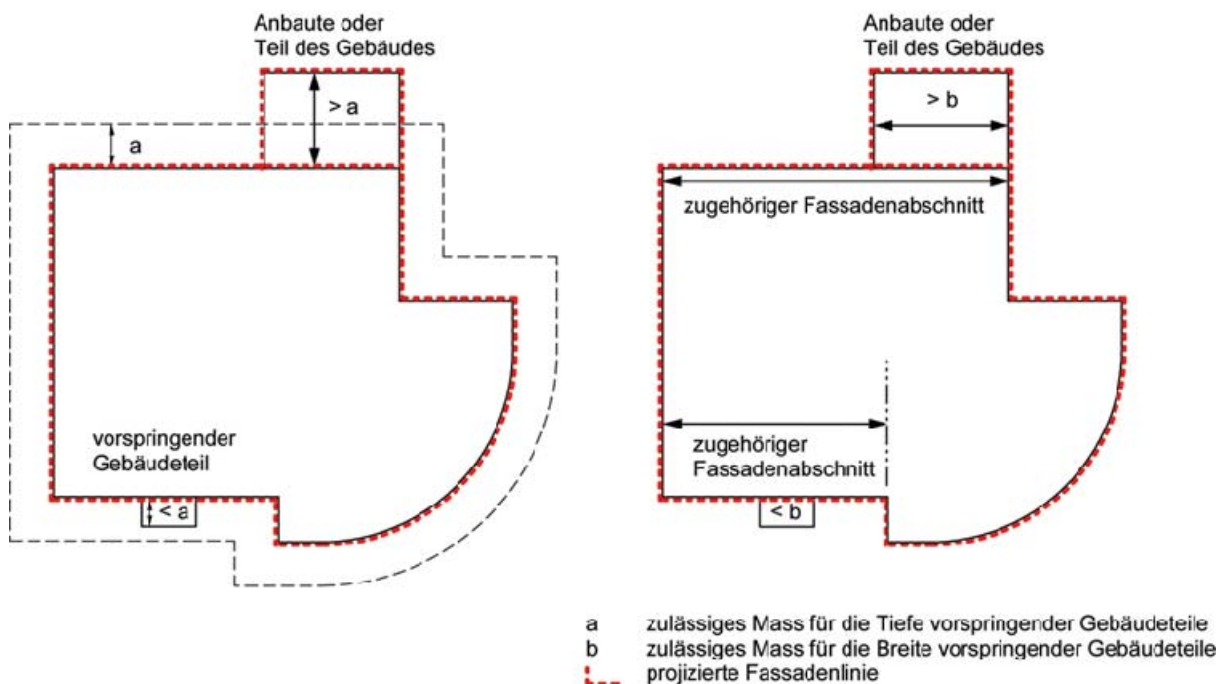 Anbaute oder
Teil des Gebäudes
> a
a
vorspringender
Gebäudeteil
< a
Anbaute oder
Teil des Gebäudes
> b
zugehöriger Fassadenabschnitt
zugehöriger
Fassadenabschnitt
< b
a zulässiges Mass für die Tiefe vorspringender Gebäudeteile
b zulässiges Mass für die Breite vorspringender Gebäudeteile
projizierte Fassadenlinie